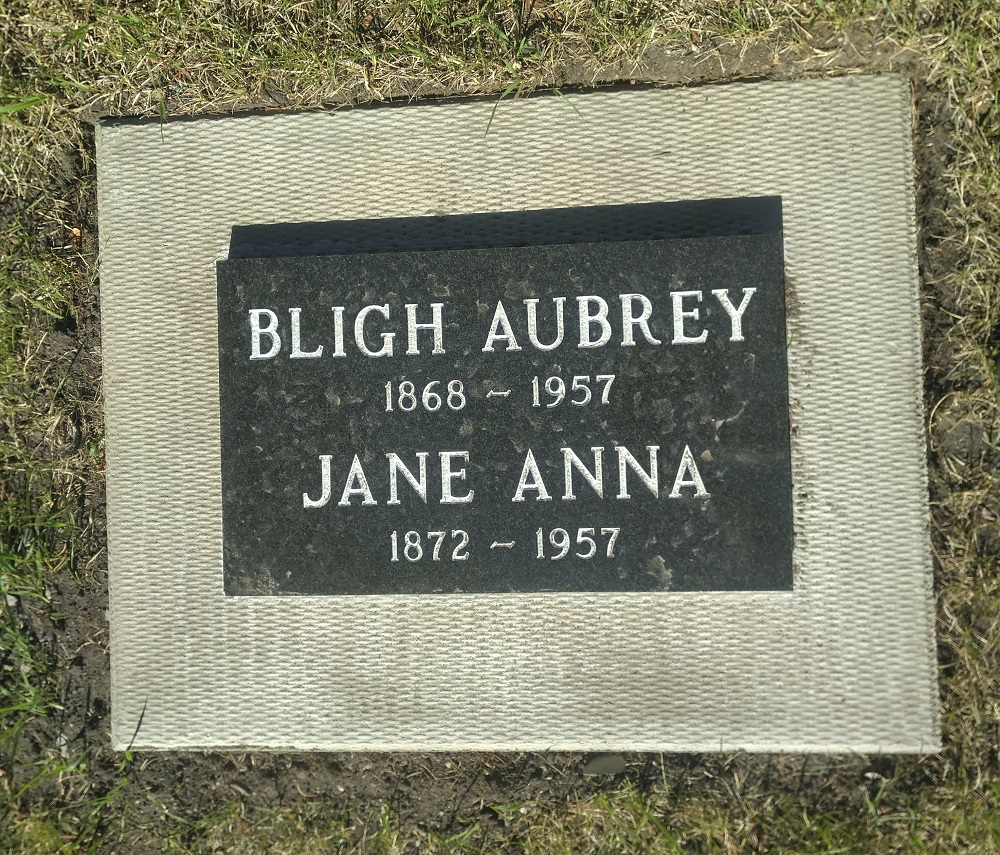 BLIGH AUBREY
1868 ~ 1957
JANE ANNA
1872 ~ 1957